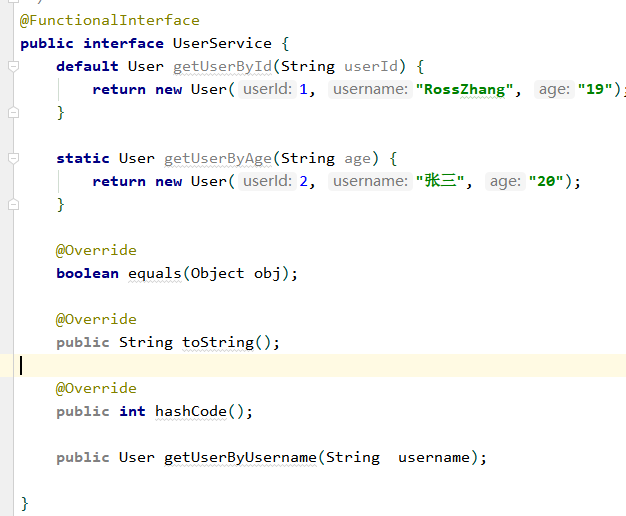 */
@FunctionalInterface
public interface UserService {
    default User getUserById(String userId) {
        return new User( userId: 1, username: "RossZhang", age: "19");
    }

    static User getUserByAge(String age) {
        return new User( userId: 2, username: "张三", age: "20");
    }

    @Override
    boolean equals(Object obj);

    @Override
    public String toString();

    @Override
    public int hashCode();

    public User getUserByUsername(String  username);

}